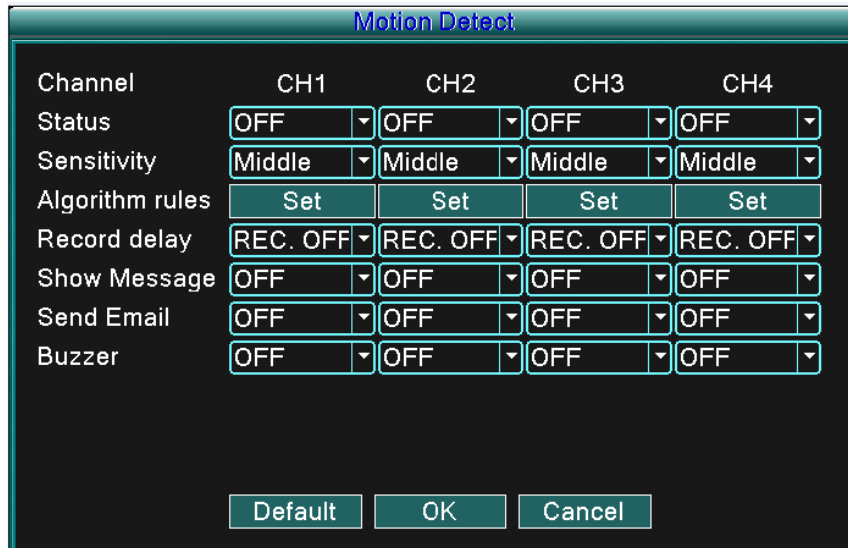 Motion Detect
Channel CH1 CH2 CH3 CH4
Status OFF OFF OFF OFF
Sensitivity Middle Middle Middle Middle
Algorithm rules Set Set Set Set
Record delay REC. OFF REC. OFF REC. OFF REC. OFF
Show Message OFF OFF OFF OFF
Send Email OFF OFF OFF OFF
Buzzer OFF OFF OFF OFF
Default OK Cancel